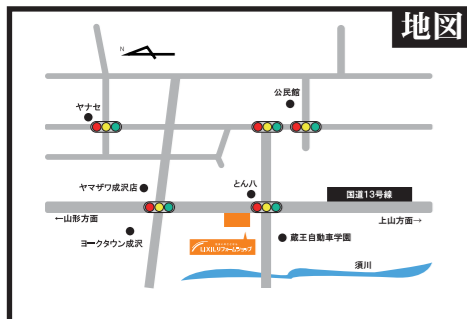 地図
N
公民館
ヤナセ
ヤマザワ成沢店
とん八
国道13号線
←山形方面
上山方面→
ヨークタウン成沢
LIXILリフォームショップ
蔵王自動車学園
須川